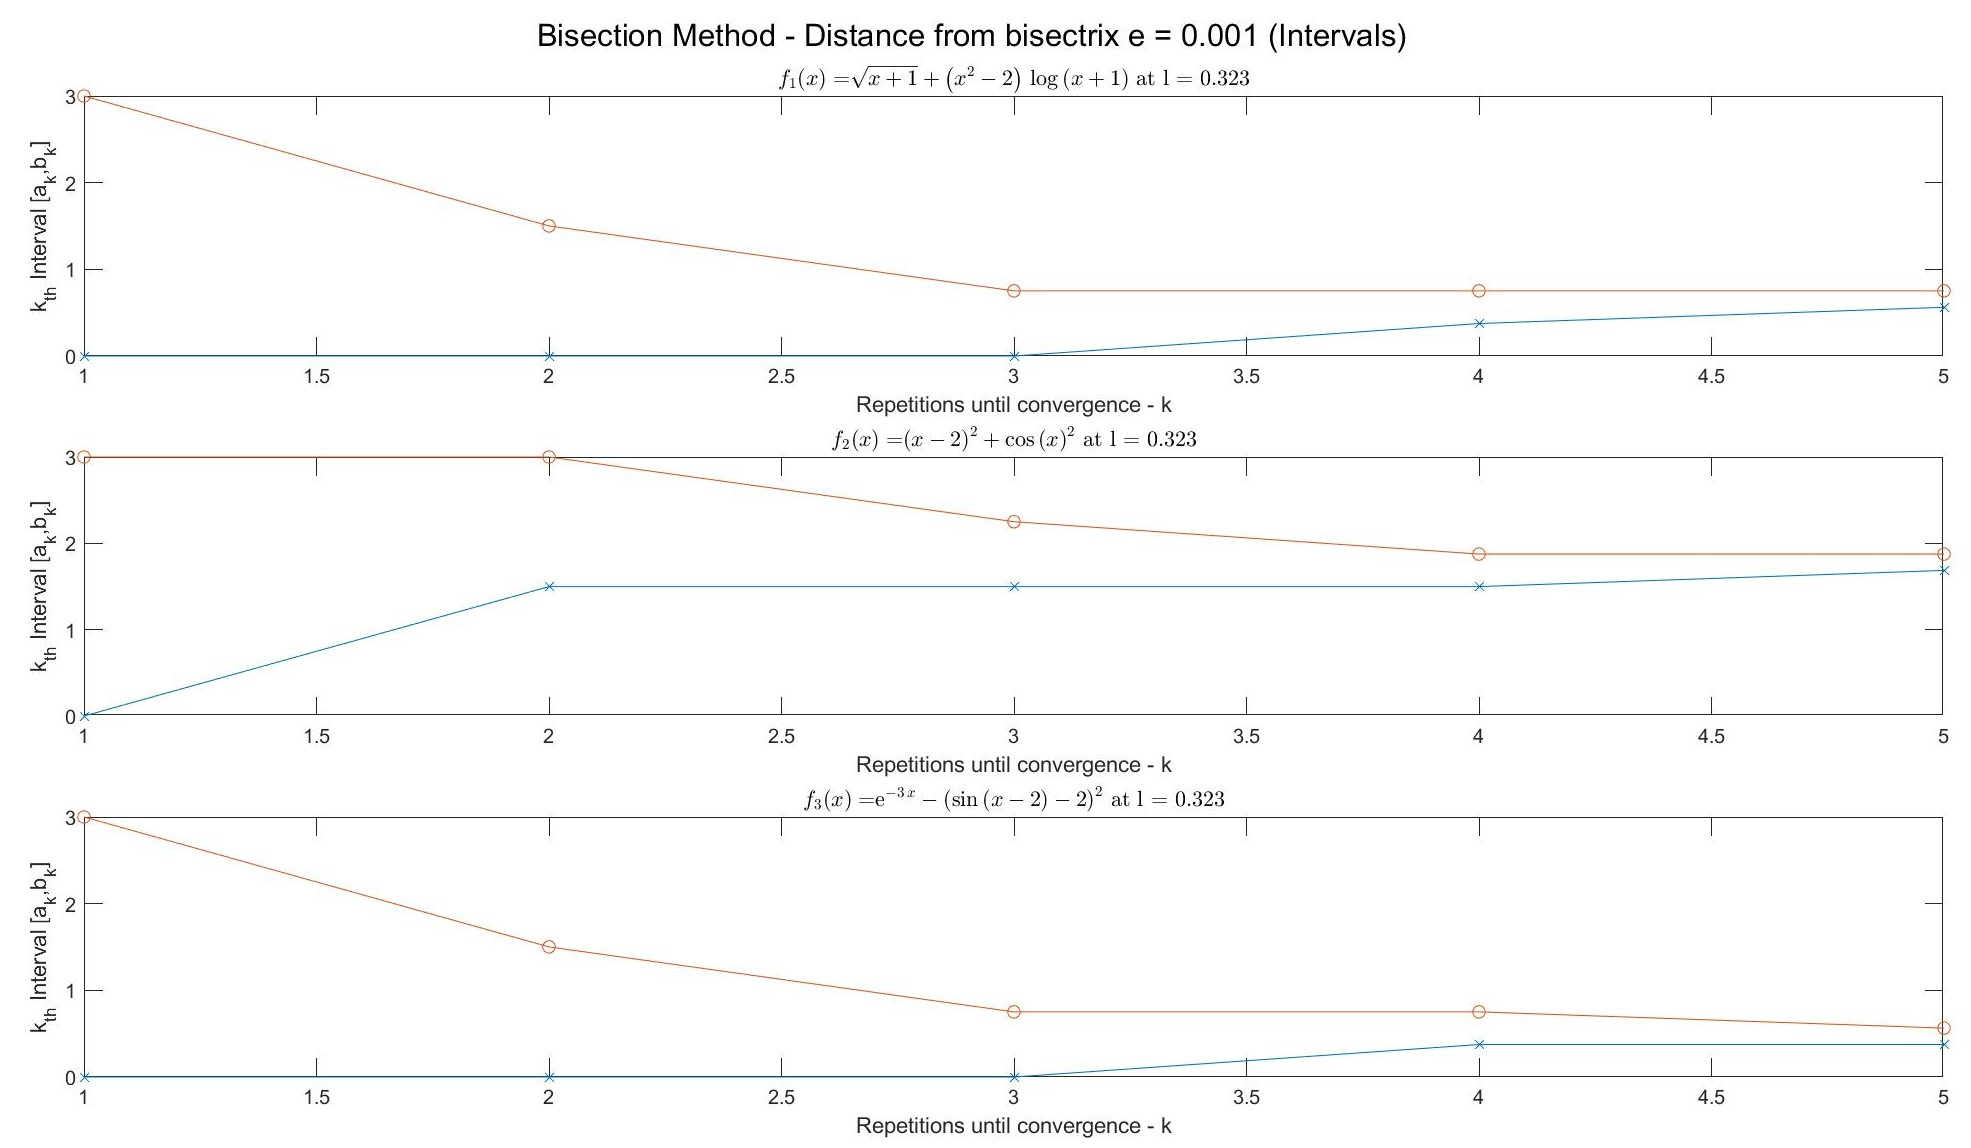 Bisection Method - Distance from bisectrix e = 0.001 (Intervals)
f₁(x) =√(x + 1) + (x² − 2) log (x + 1) at l = 0.323
k_th Interval [a_k,b_k]
3
2
1
0
1 1.5 2 2.5 3 3.5 4 4.5 5
Repetitions until convergence - k
f₂(x) =(x − 2)² + cos (x)² at l = 0.323
k_th Interval [a_k,b_k]
3
2
1
0
1 1.5 2 2.5 3 3.5 4 4.5 5
Repetitions until convergence - k
f₃(x) =e⁻³ ˣ − (sin (x − 2) − 2)² at l = 0.323
k_th Interval [a_k,b_k]
3
2
1
0
1 1.5 2 2.5 3 3.5 4 4.5 5
Repetitions until convergence - k